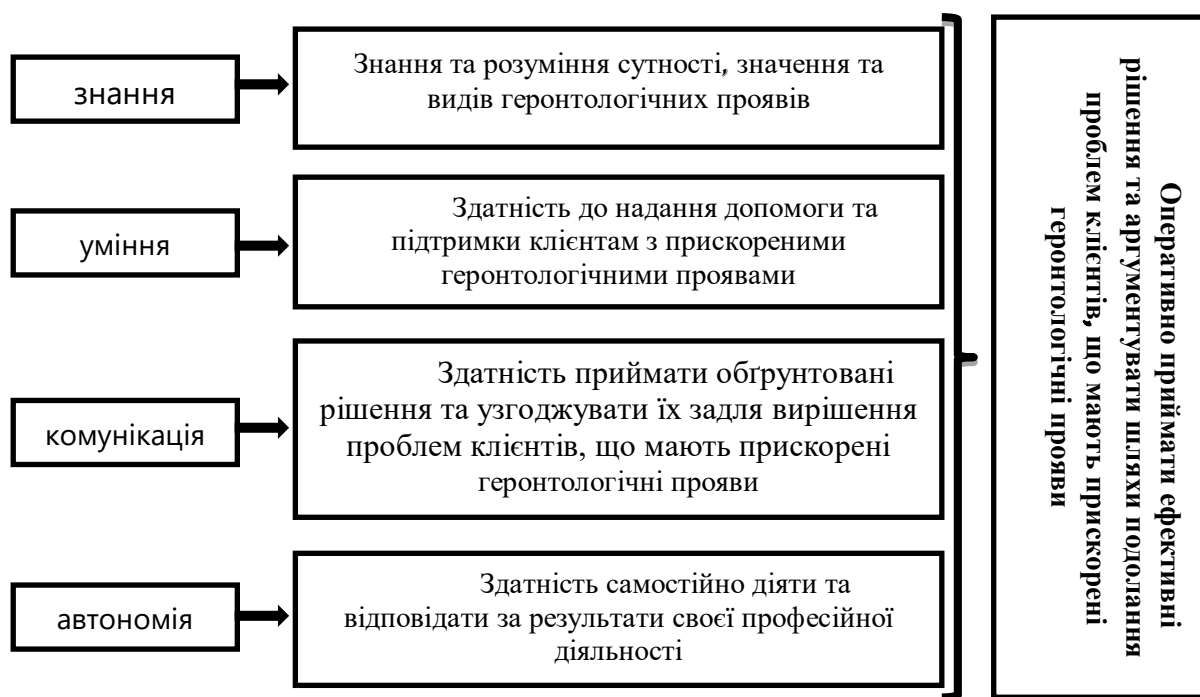 знання
Знання та розуміння сутності, значення та
видів геронтологічних проявів
уміння
Здатність до надання допомоги та
підтримки клієнтам з прискореними
геронтологічними проявами
комунікація
Здатність приймати обґрунтовані
рішення та узгоджувати їх задля вирішення
проблем клієнтів, що мають прискорені
геронтологічні прояви
автономія
Здатність самостійно діяти та
відповідати за результати своєї професійної
діяльності
Оперативно приймати ефективні
рішення та аргументувати шляхи подолання
проблем клієнтів, що мають прискорені
геронтологічні прояви